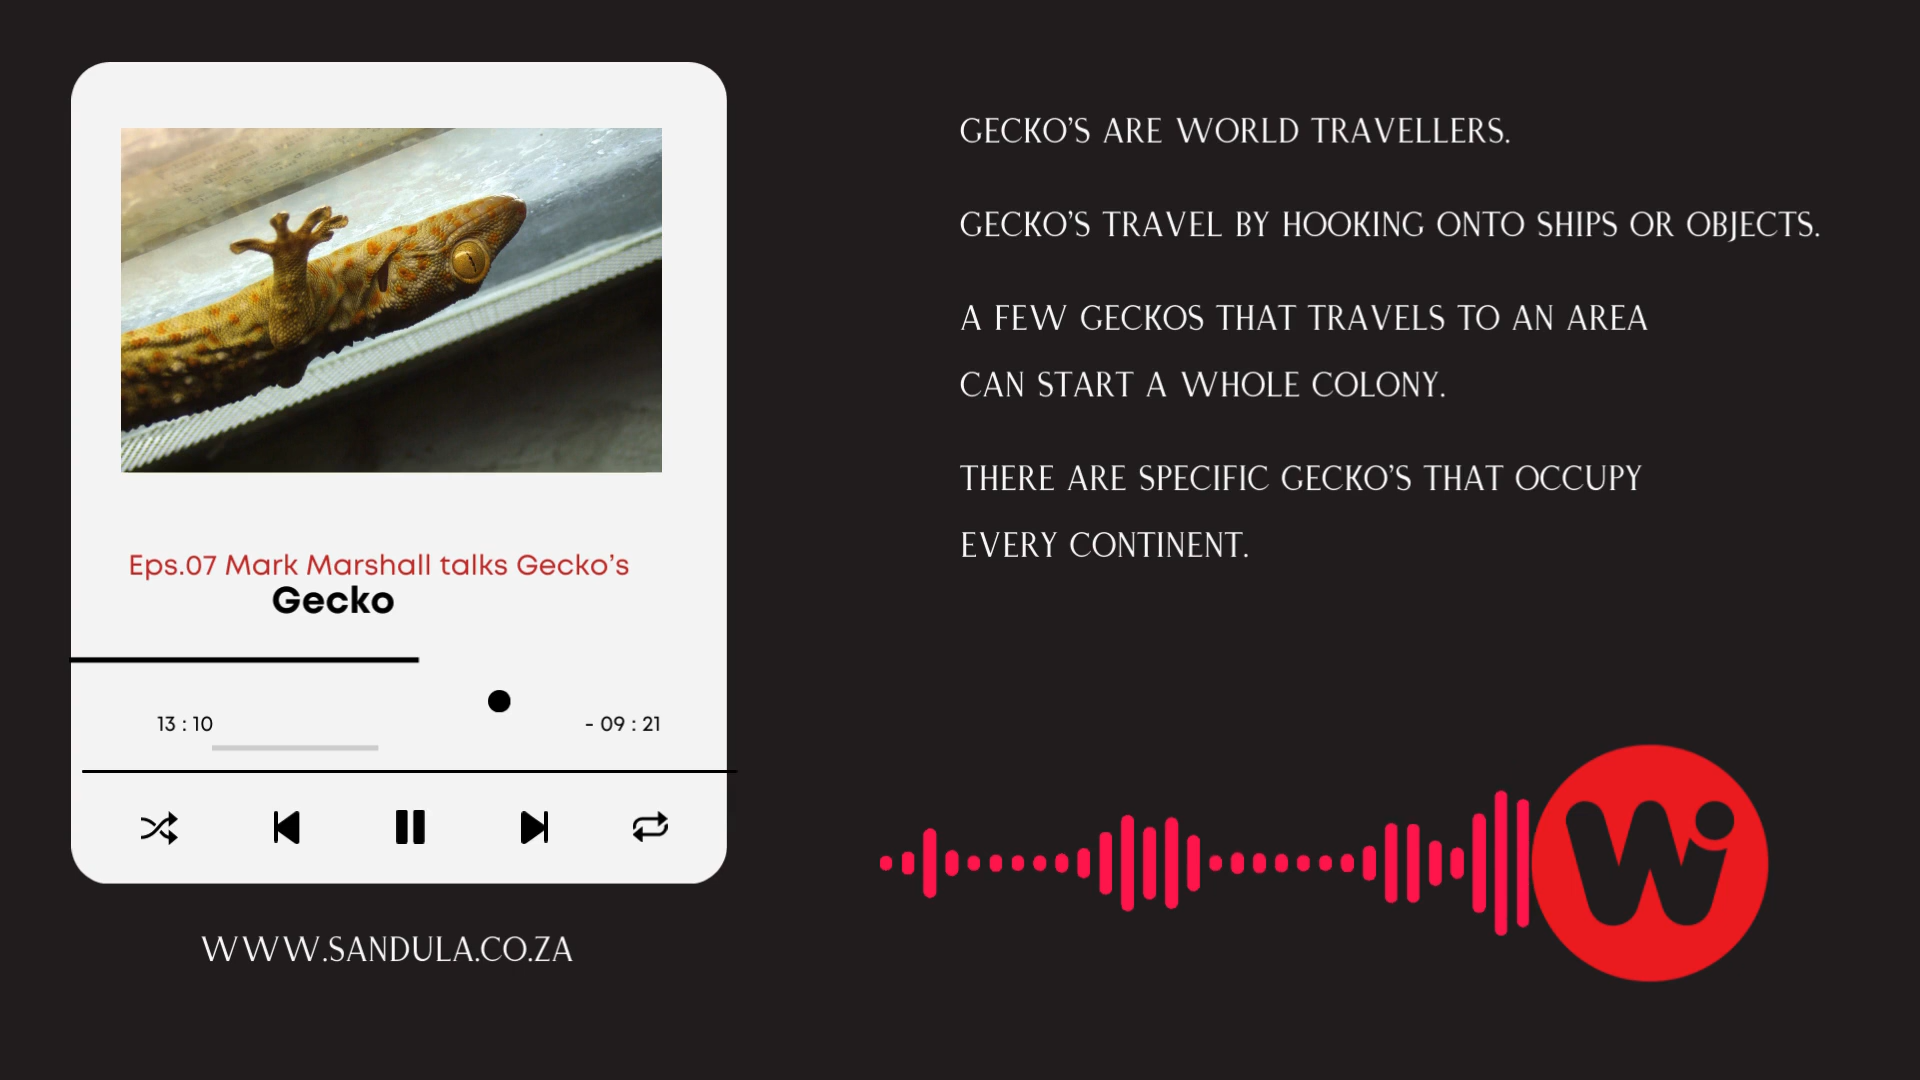 Eps.07 Mark Marshall talks Gecko’s
Gecko
13 : 10
- 09 : 21
WWW.SANDULA.CO.ZA
GECKO’S ARE WORLD TRAVELLERS.
GECKO’S TRAVEL BY HOOKING ONTO SHIPS OR OBJECTS.
A FEW GECKOS THAT TRAVELS TO AN AREA
CAN START A WHOLE COLONY.
THERE ARE SPECIFIC GECKO’S THAT OCCUPY
EVERY CONTINENT.
Wi